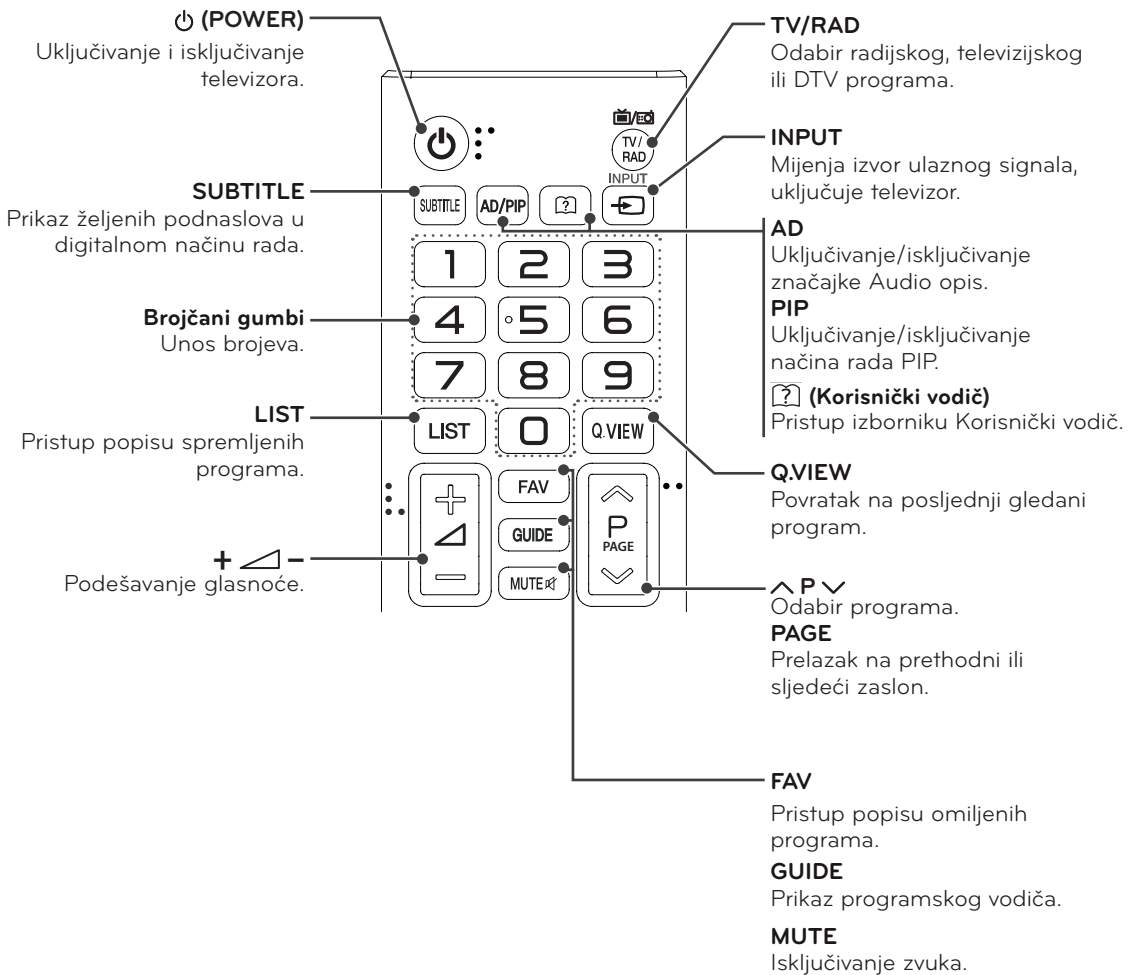 (POWER)
Uključivanje i isključivanje
televizora.
SUBTITLE
Prikaz željenih podnaslova u
digitalnom načinu rada.
Brojčani gumbi
Unos brojeva.
LIST
Pristup popisu spremljenih
programa.
+ -
Podešavanje glasnoće.
TV/
RAD
INPUT
SUBTITLE AD/PIP ?
1 2 3
4 5 6
7 8 9
LIST 0 Q.VIEW
FAV
GUIDE
MUTE
P
PAGE
TV/RAD
Odabir radijskog, televizijskog
ili DTV programa.
INPUT
Mijenja izvor ulaznog signala,
uključuje televizor.
AD
Uključivanje/isključivanje
značajke Audio opis.
PIP
Uključivanje/isključivanje
načina rada PIP.
? (Korisnički vodič)
Pristup izborniku Korisnički vodič.
Q.VIEW
Povratak na posljednji gledani
program.
P
Odabir programa.
PAGE
Prelazak na prethodni ili
sljedeći zaslon.
FAV
Pristup popisu omiljenih
programa.
GUIDE
Prikaz programskog vodiča.
MUTE
Isključivanje zvuka.